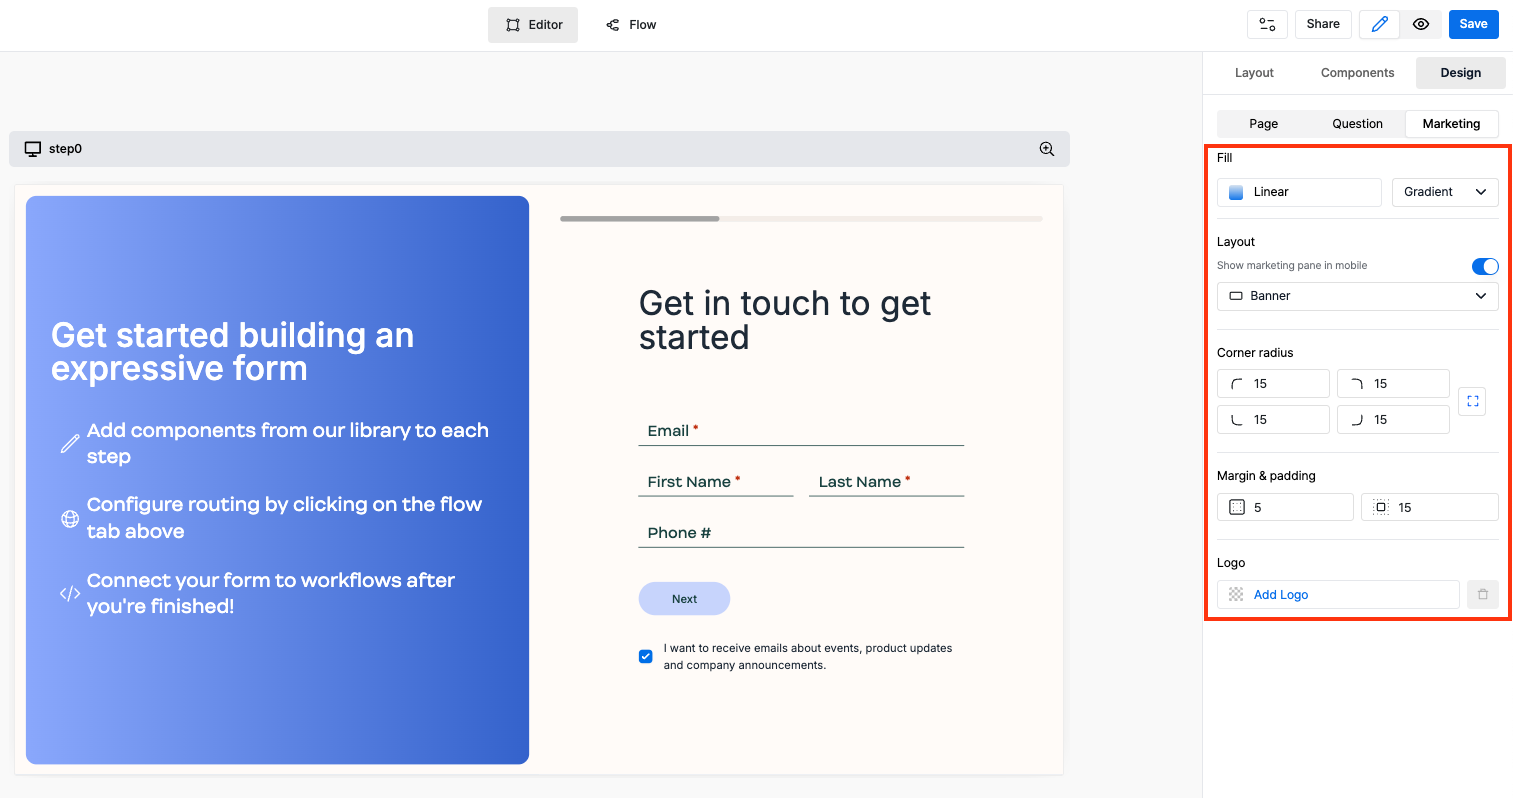 Editor
Flow
Share
Save
Layout
Components
Design
Page
Question
Marketing
step0
Get started building an
expressive form
Add components from our library to each
step
Configure routing by clicking on the flow
tab above
Connect your form to workflows after
you're finished!
Get in touch to get
started
Email *
First Name *
Last Name *
Phone #
Next
I want to receive emails about events, product updates
and company announcements.
Fill
Linear
Gradient
Layout
Show marketing pane in mobile
Banner
Corner radius
15
15
15
15
Margin & padding
5
15
Logo
Add Logo